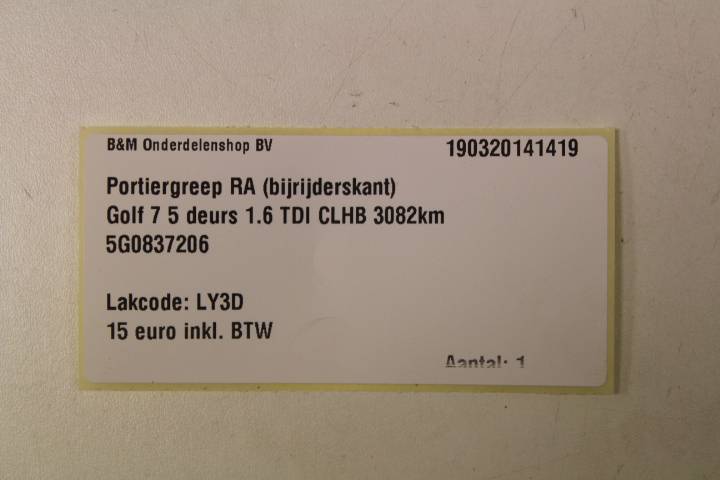 B&M Onderdelenshop BV 190320141419
Portiergreep RA (bijrijderskant)
Golf 7 5 deurs 1.6 TDI CLHB 3082km
5G0837206
Lakcode: LY3D
15 euro inkl. BTW
Aantal: 1